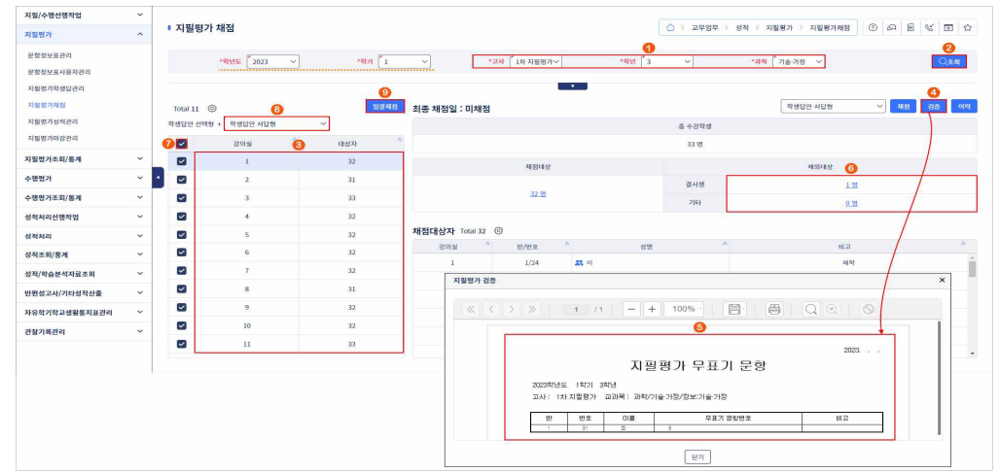 지필/수행선행작업
지필평가
문항정보표관리
문항정보표사용자관리
지필평가학생답관리
지필평가채점
지필평가성적관리
지필평가마감관리
지필평가조회/통계
수행평가
수행평가조회/통계
성적처리선행작업
성적처리
성적조회/통계
성적/학습분석자료조회
반편성고사/기타성적산출
자유학기학교생활통지표관리
관찰기록관리
지필평가 채점
교무업무 > 성적 > 지필평가 > 지필평가채점
1 2
*학년도 2023 *학기 1 *고사 1차 지필평가 *학년 3 *과목 기술·가정 조회
9 4
Total 11 8 일괄채점
최종 채점일 : 미채점 학생답안 서답형 채점 검증 이력
학생답안 선택형 + 학생답안 서답형
7 강의실 3 대상자
1 32
2 31
3 33
4 32
5 32
6 32
7 32
8 31
9 32
10 32
11 33
총 수강학생
33 명
채점대상 제외대상 6
32 명
결시생 1 명
기타 0 명
채점대상자 Total 32
강의실 반/번호 성명 비고
1 1/24 이 재학
지필평가 검증 ×
1 / 1 100%
5
2023. . .
지필평가 무표기 문항
2023학년도 1학기 3학년
고사 : 1차 지필평가 교과목 : 과학/기술·가정/정보:기술·가정
반 번호 이름 무표기 문항번호 비고
1 31 조 5
닫기